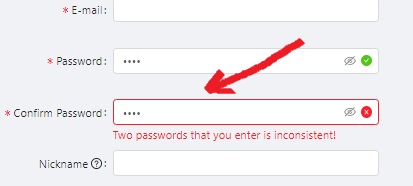 * E-mail
* Password ••••
* Confirm Password ••••
Two passwords that you enter is inconsistent!
Nickname ? :